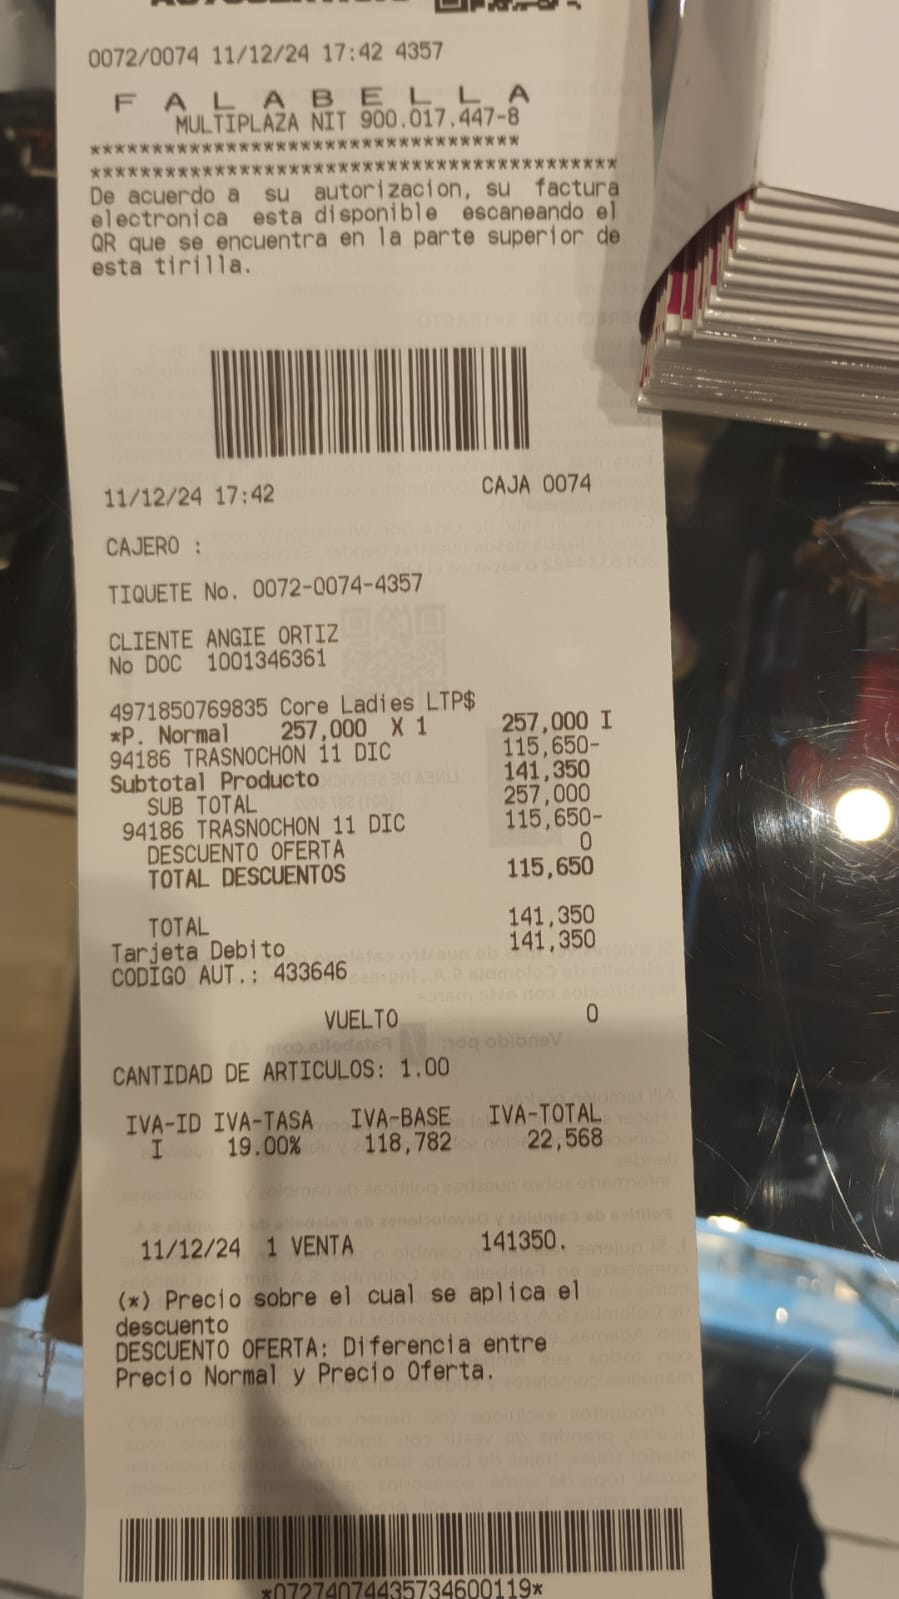 0072/0074 11/12/24 17:42 4357
F A L A B E L L A
MULTIPLAZA NIT 900.017.447-8
***********************************
*******************************************
De acuerdo a su autorizacion, su factura
electronica esta disponible escaneando el
QR que se encuentra en la parte superior de
esta tirilla.
11/12/24 17:42 CAJA 0074
CAJERO :
TIQUETE No. 0072-0074-4357
CLIENTE ANGIE ORTIZ
No DOC 1001346361
4971850769835 Core Ladies LTP$
*P. Normal 257,000 X 1 257,000 I
94186 TRASNOCHON 11 DIC 115,650-
Subtotal Producto 141,350
SUB TOTAL 257,000
94186 TRASNOCHON 11 DIC 115,650-
DESCUENTO OFERTA 0
TOTAL DESCUENTOS 115,650
TOTAL 141,350
Tarjeta Debito 141,350
CODIGO AUT.: 433646
VUELTO 0
CANTIDAD DE ARTICULOS: 1.00
IVA-ID IVA-TASA IVA-BASE IVA-TOTAL
I 19.00% 118,782 22,568
11/12/24 1 VENTA 141350.
(*) Precio sobre el cual se aplica el
descuento
DESCUENTO OFERTA: Diferencia entre
Precio Normal y Precio Oferta.
*07274074435734600119*